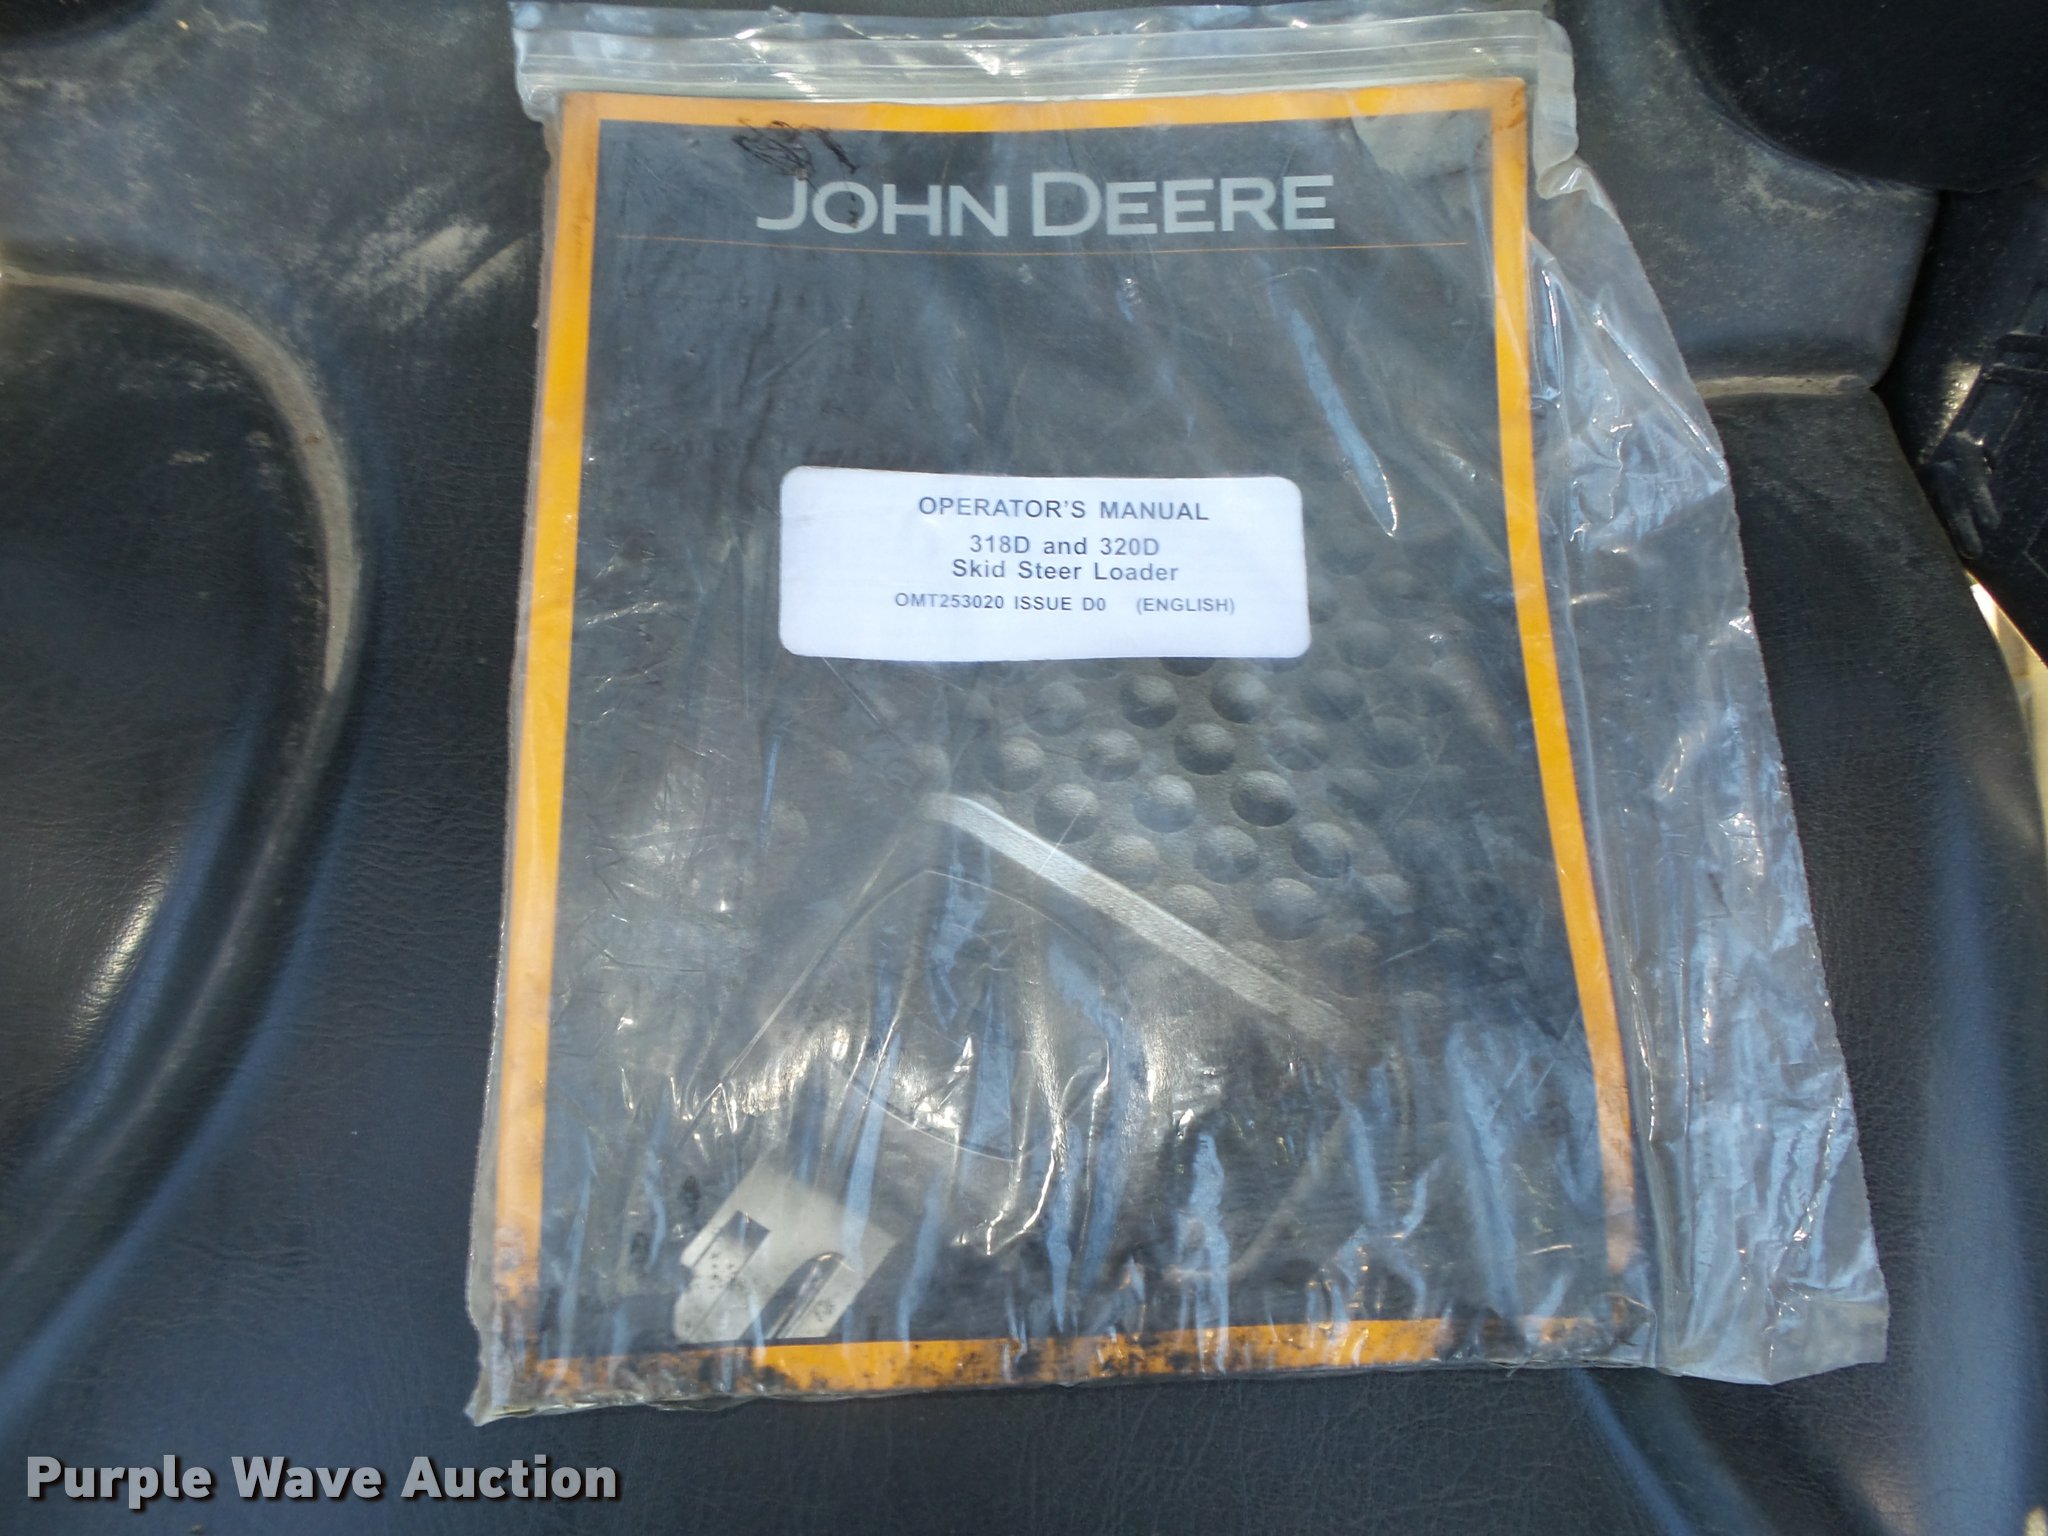 JOHN DEERE
OPERATOR'S MANUAL
318D and 320D
Skid Steer Loader
OMT253020 ISSUE D0 (ENGLISH)
Purple Wave Auction